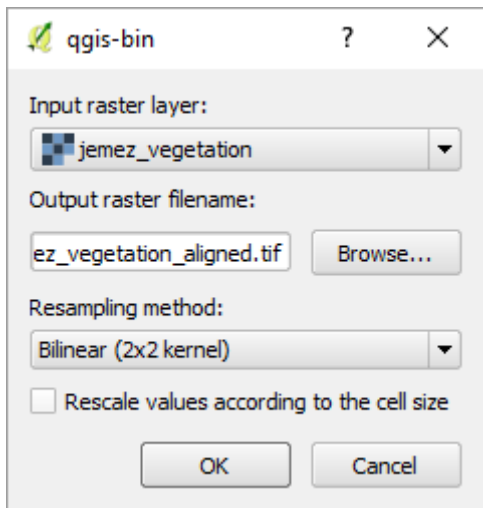 qgis-bin ?
Input raster layer:
jemez_vegetation
Output raster filename:
ez_vegetation_aligned.tif Browse...
Resampling method:
Bilinear (2x2 kernel)
Rescale values according to the cell size
OK Cancel